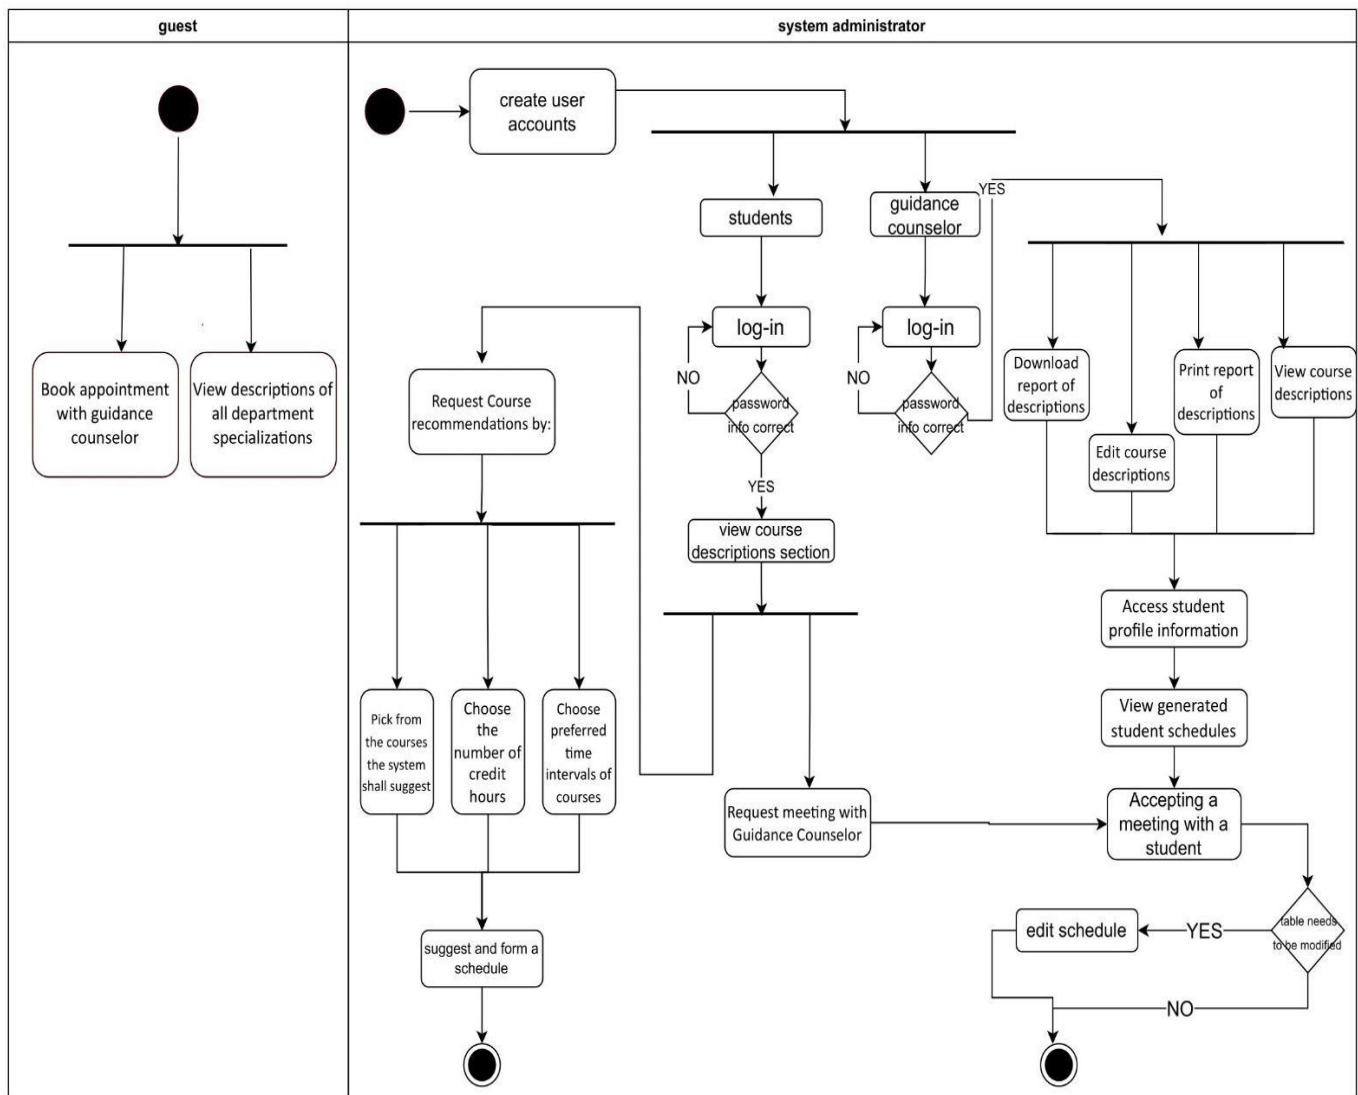 guest
system administrator
create user
accounts
students
guidance
counselor
YES
log-in
log-in
NO
NO
password
info correct
password
info correct
YES
Book appointment
with guidance
counselor
View descriptions of
all department
specializations
Request Course
recommendations by:
Download
report of
descriptions
Edit course
descriptions
Print report
of
descriptions
View course
descriptions
view course
descriptions section
Access student
profile information
View generated
student schedules
Pick from
the courses
the system
shall suggest
Choose
the
number of
credit
hours
Choose
preferred
time
intervals of
courses
Request meeting with
Guidance Counselor
Accepting a
meeting with a
student
suggest and form a
schedule
edit schedule
YES
table needs
to be modified
NO